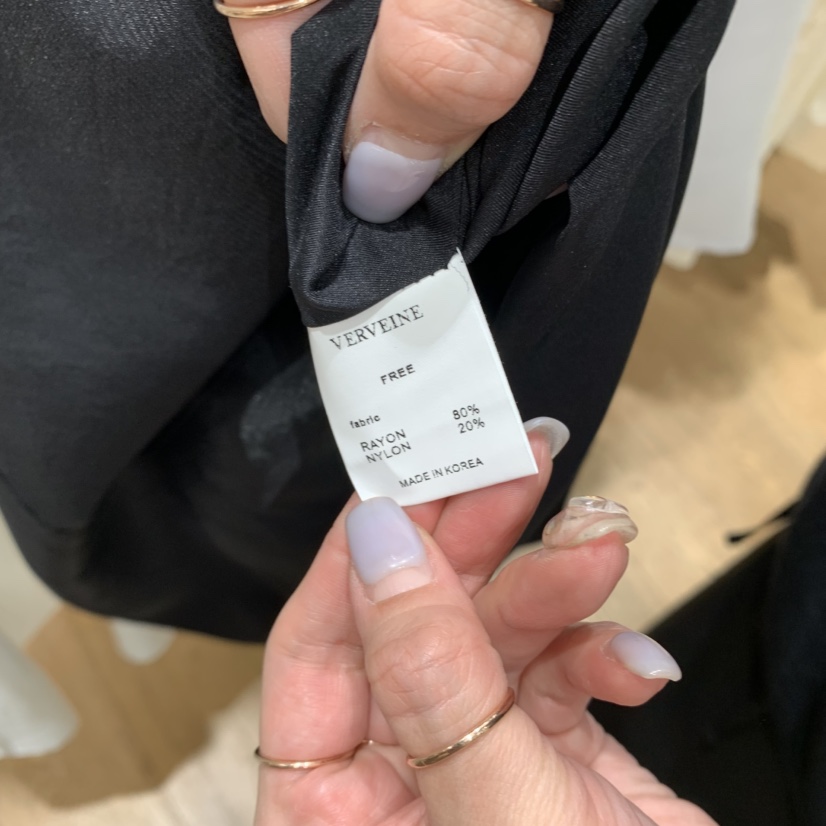 VERVEINE
FREE
fabric
RAYON 80%
NYLON 20%
MADE IN KOREA